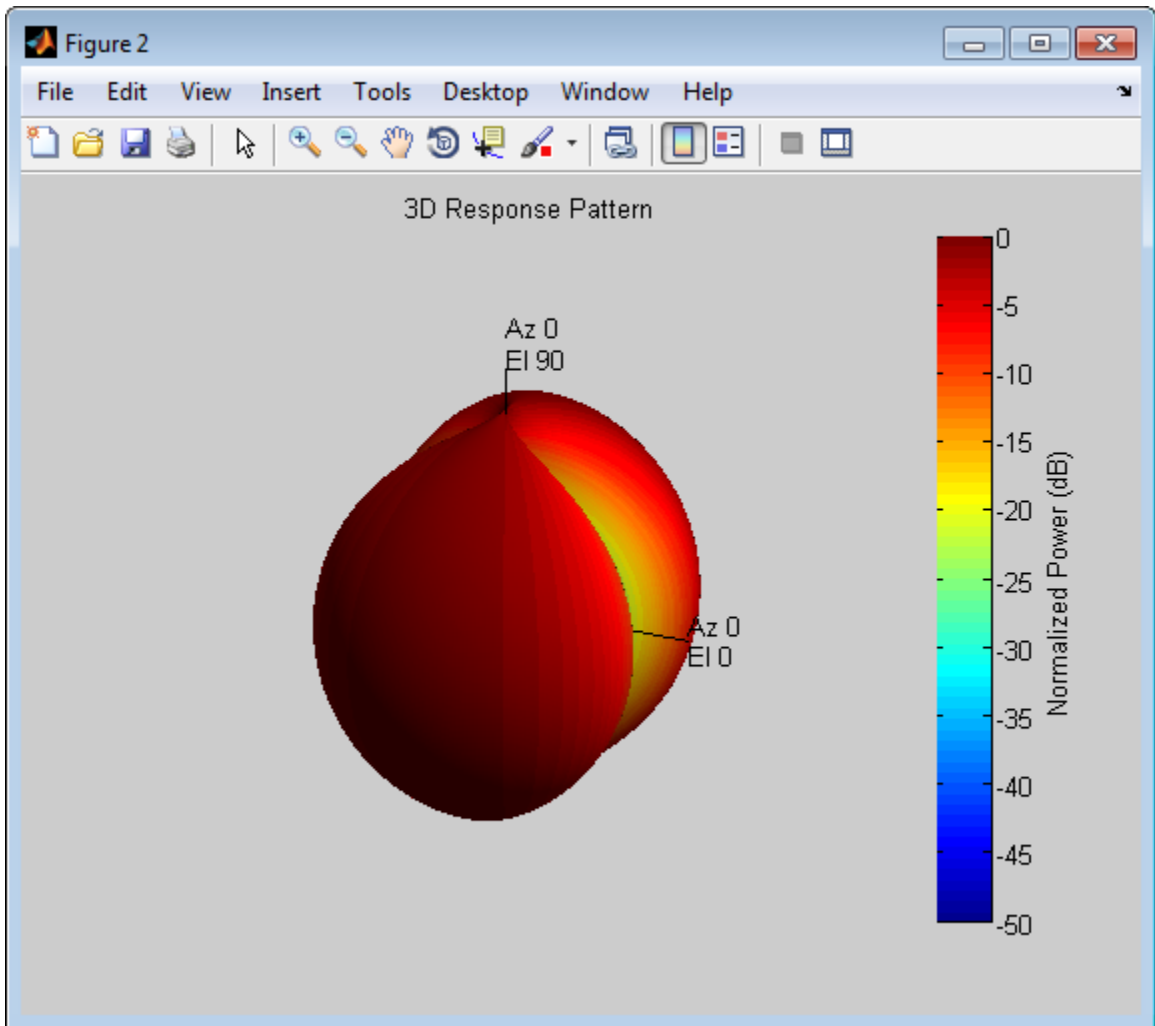 Figure 2
File Edit View Insert Tools Desktop Window Help
3D Response Pattern
Az 0
El 90
Az 0
El 0
0
-5
-10
-15
-20
-25
-30
-35
-40
-45
-50
Normalized Power (dB)